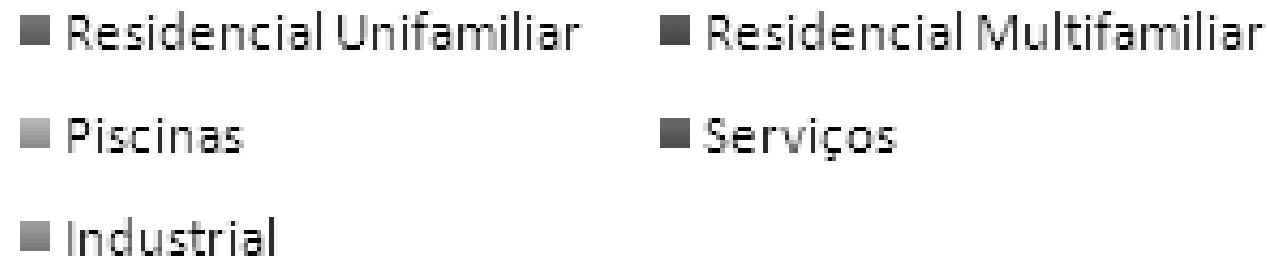 Residencial Unifamiliar Residencial Multifamiliar
Piscinas Serviços
Industrial